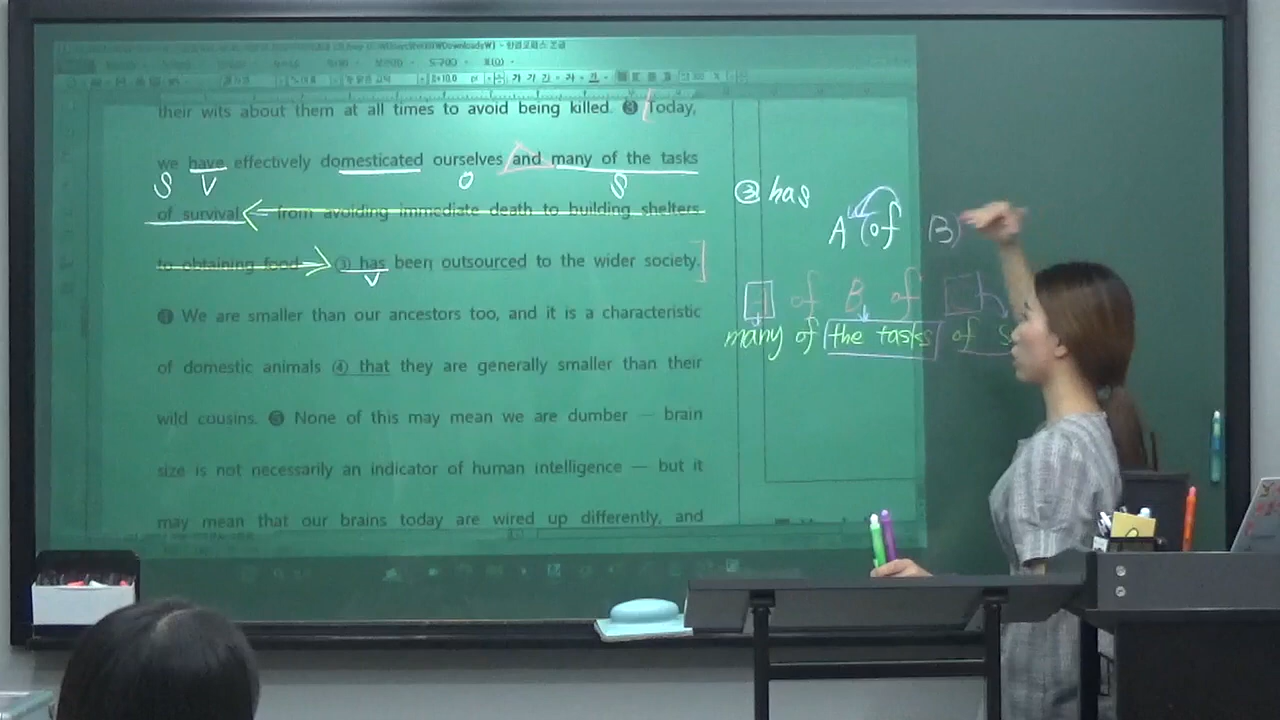 their wits about them at all times to avoid being killed. ❸ Today,
we have effectively domesticated ourselves and many of the tasks
S V O S
of survival from avoiding immediate death to building shelters
to obtaining food ③ has been outsourced to the wider society.
V
❹ We are smaller than our ancestors too, and it is a characteristic
of domestic animals ④ that they are generally smaller than their
wild cousins. ❺ None of this may mean we are dumber — brain
size is not necessarily an indicator of human intelligence — but it
may mean that our brains today are wired up differently, and
③ has
A (of B)
of B of
many of the tasks of s